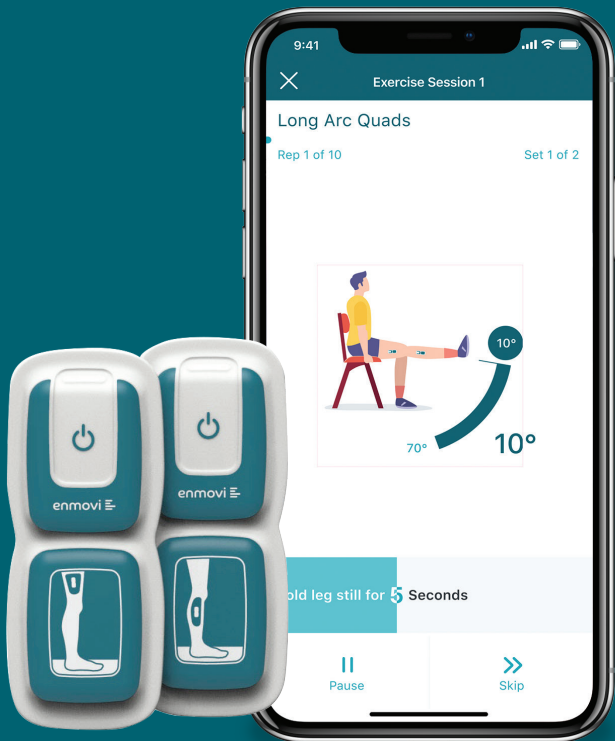 9:41
Exercise Session 1
Long Arc Quads
Rep 1 of 10
Set 1 of 2
10°
70°
10°
old leg still for 5 Seconds
Pause
Skip
enmovi
enmovi